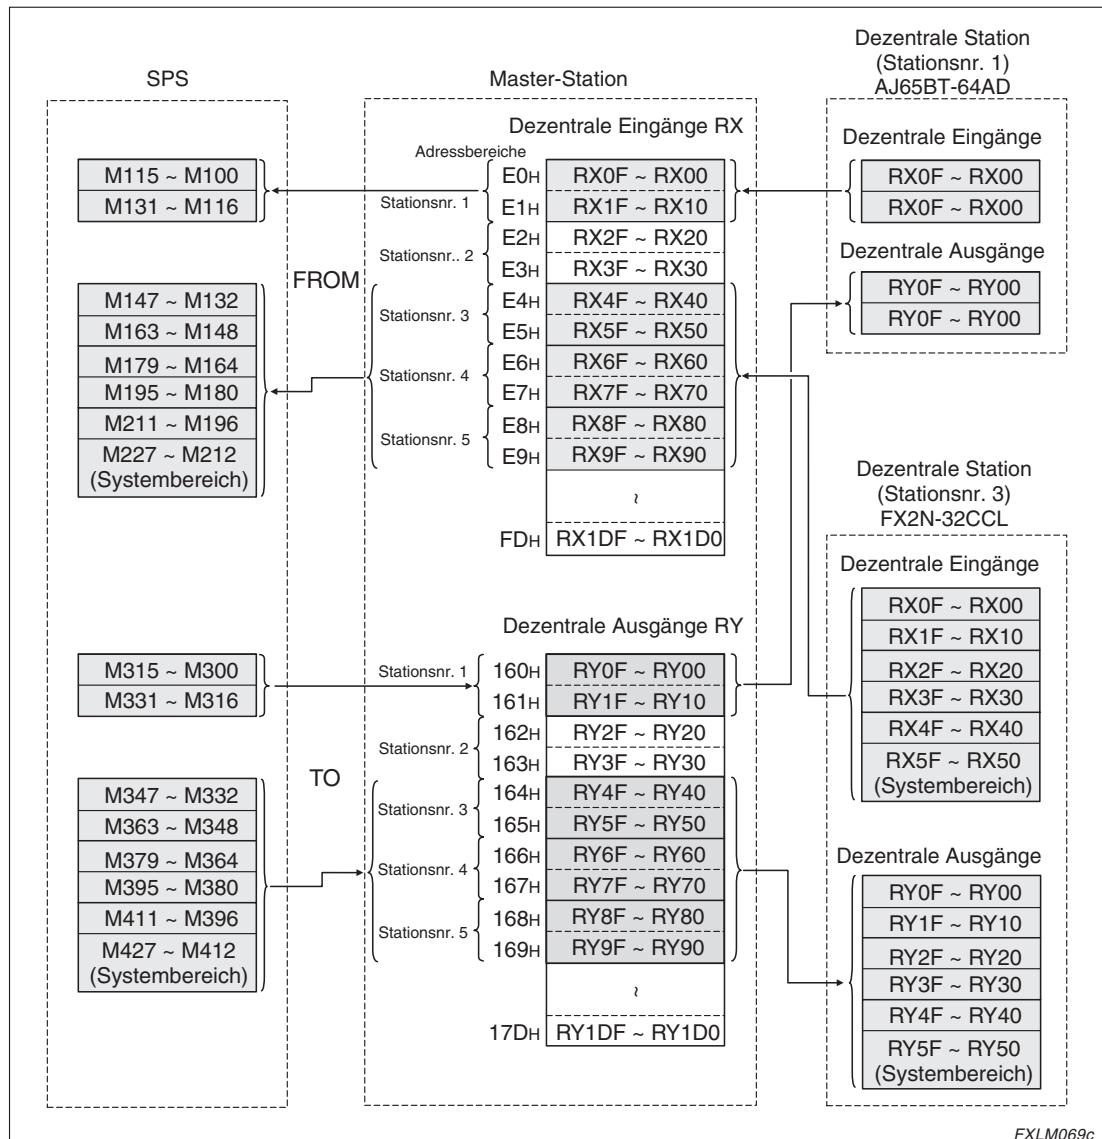 SPS
M115 ~ M100
M131 ~ M116
M147 ~ M132
M163 ~ M148
M179 ~ M164
M195 ~ M180
M211 ~ M196
M227 ~ M212
(Systembereich)
M315 ~ M300
M331 ~ M316
M347 ~ M332
M363 ~ M348
M379 ~ M364
M395 ~ M380
M411 ~ M396
M427 ~ M412
(Systembereich)
FROM
TO
Master-Station
Dezentrale Eingänge RX
Adressbereiche
Stationsnr. 1
Stationsnr.. 2
Stationsnr. 3
Stationsnr. 4
Stationsnr. 5
E0H RX0F ~ RX00
E1H RX1F ~ RX10
E2H RX2F ~ RX20
E3H RX3F ~ RX30
E4H RX4F ~ RX40
E5H RX5F ~ RX50
E6H RX6F ~ RX60
E7H RX7F ~ RX70
E8H RX8F ~ RX80
E9H RX9F ~ RX90
~
FDH RX1DF ~ RX1D0
Dezentrale Ausgänge RY
Stationsnr. 1
Stationsnr. 2
Stationsnr. 3
Stationsnr. 4
Stationsnr. 5
160H RY0F ~ RY00
161H RY1F ~ RY10
162H RY2F ~ RY20
163H RY3F ~ RY30
164H RY4F ~ RY40
165H RY5F ~ RY50
166H RY6F ~ RY60
167H RY7F ~ RY70
168H RY8F ~ RY80
169H RY9F ~ RY90
~
17DH RY1DF ~ RY1D0
Dezentrale Station
(Stationsnr. 1)
AJ65BT-64AD
Dezentrale Eingänge
RX0F ~ RX00
RX0F ~ RX00
Dezentrale Ausgänge
RY0F ~ RY00
RY0F ~ RY00
Dezentrale Station
(Stationsnr. 3)
FX2N-32CCL
Dezentrale Eingänge
RX0F ~ RX00
RX1F ~ RX10
RX2F ~ RX20
RX3F ~ RX30
RX4F ~ RX40
RX5F ~ RX50
(Systembereich)
Dezentrale Ausgänge
RY0F ~ RY00
RY1F ~ RY10
RY2F ~ RY20
RY3F ~ RY30
RY4F ~ RY40
RY5F ~ RY50
(Systembereich)
FXLM069c